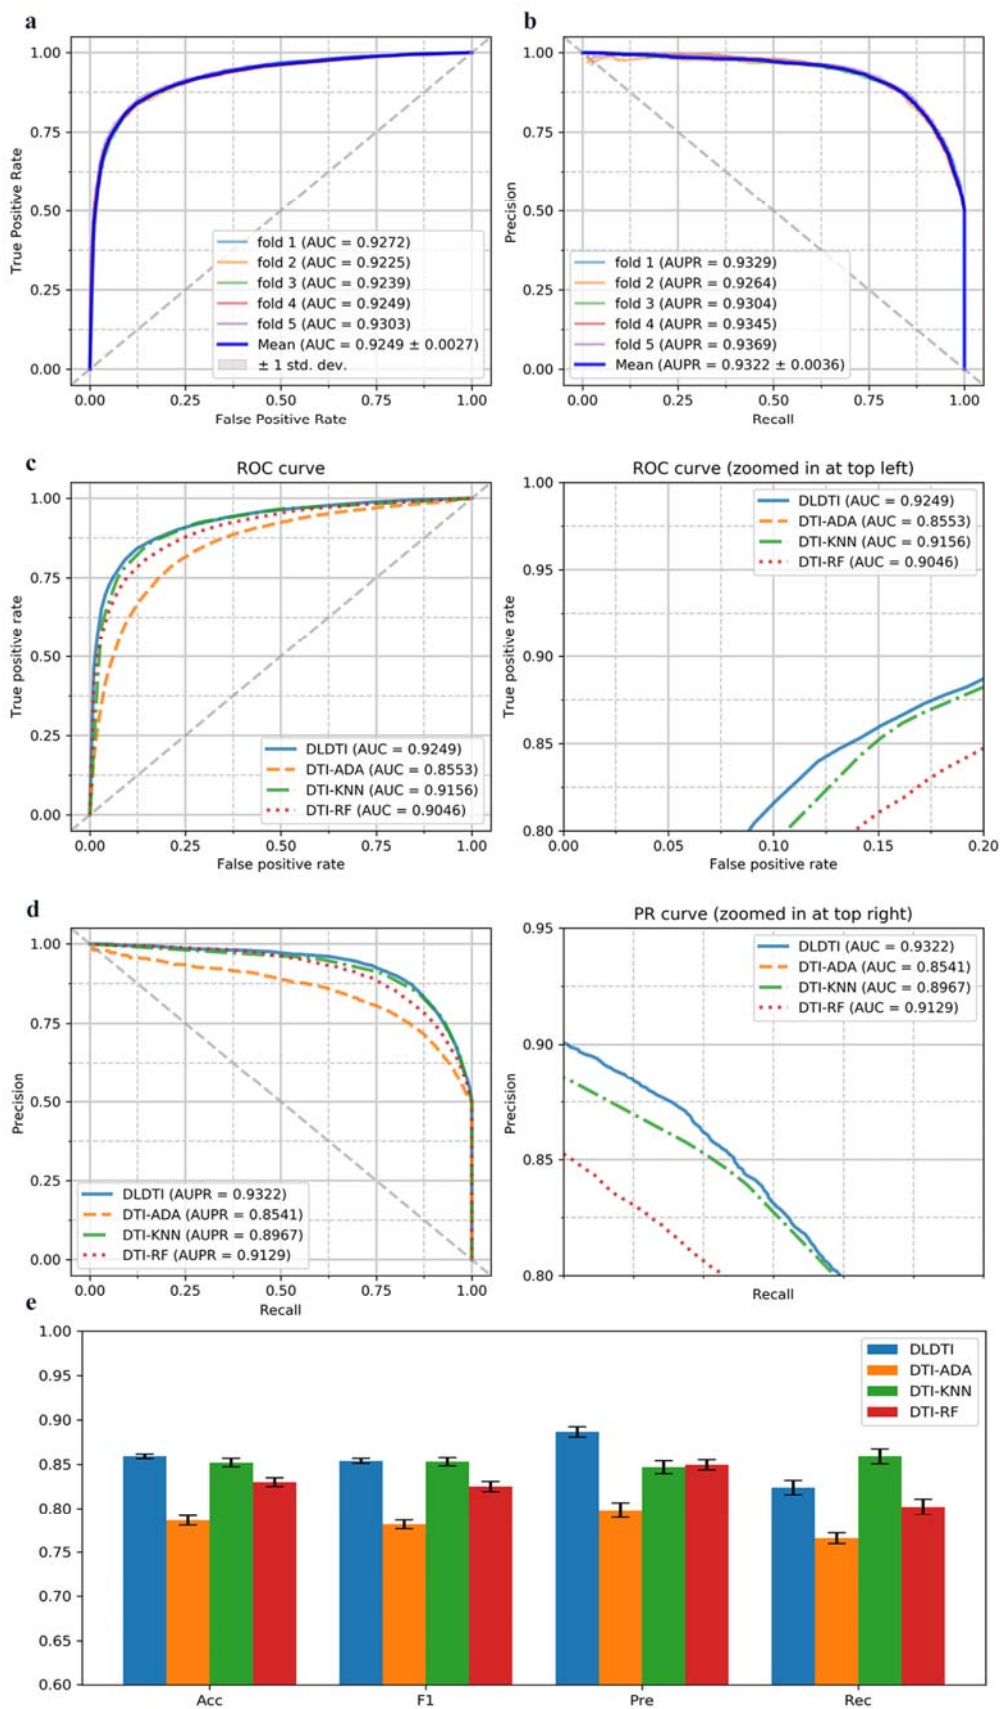 a
1.00
0.75
0.50
0.25
0.00
True Positive Rate
fold 1 (AUC = 0.9272)
fold 2 (AUC = 0.9225)
fold 3 (AUC = 0.9239)
fold 4 (AUC = 0.9249)
fold 5 (AUC = 0.9303)
Mean (AUC = 0.9249 ± 0.0027)
± 1 std. dev.
0.00 0.25 0.50 0.75 1.00
False Positive Rate
b
1.00
0.75
0.50
0.25
0.00
Precision
fold 1 (AUPR = 0.9329)
fold 2 (AUPR = 0.9264)
fold 3 (AUPR = 0.9304)
fold 4 (AUPR = 0.9345)
fold 5 (AUPR = 0.9369)
Mean (AUPR = 0.9322 ± 0.0036)
0.00 0.25 0.50 0.75 1.00
Recall
c
ROC curve
1.00
0.75
0.50
0.25
0.00
True positive rate
DLDTI (AUC = 0.9249)
DTI-ADA (AUC = 0.8553)
DTI-KNN (AUC = 0.9156)
DTI-RF (AUC = 0.9046)
0.00 0.25 0.50 0.75 1.00
False positive rate
ROC curve (zoomed in at top left)
1.00
0.95
0.90
0.85
0.80
True positive rate
DLDTI (AUC = 0.9249)
DTI-ADA (AUC = 0.8553)
DTI-KNN (AUC = 0.9156)
DTI-RF (AUC = 0.9046)
0.00 0.05 0.10 0.15 0.20
False positive rate
d
1.00
0.75
0.50
0.25
0.00
Precision
DLDTI (AUPR = 0.9322)
DTI-ADA (AUPR = 0.8541)
DTI-KNN (AUPR = 0.8967)
DTI-RF (AUPR = 0.9129)
0.00 0.25 0.50 0.75 1.00
Recall
PR curve (zoomed in at top right)
0.95
0.90
0.85
0.80
Precision
DLDTI (AUC = 0.9322)
DTI-ADA (AUC = 0.8541)
DTI-KNN (AUC = 0.8967)
DTI-RF (AUC = 0.9129)
Recall
e
1.00
0.95
0.90
0.85
0.80
0.75
0.70
0.65
0.60
DLDTI
DTI-ADA
DTI-KNN
DTI-RF
Acc F1 Pre Rec